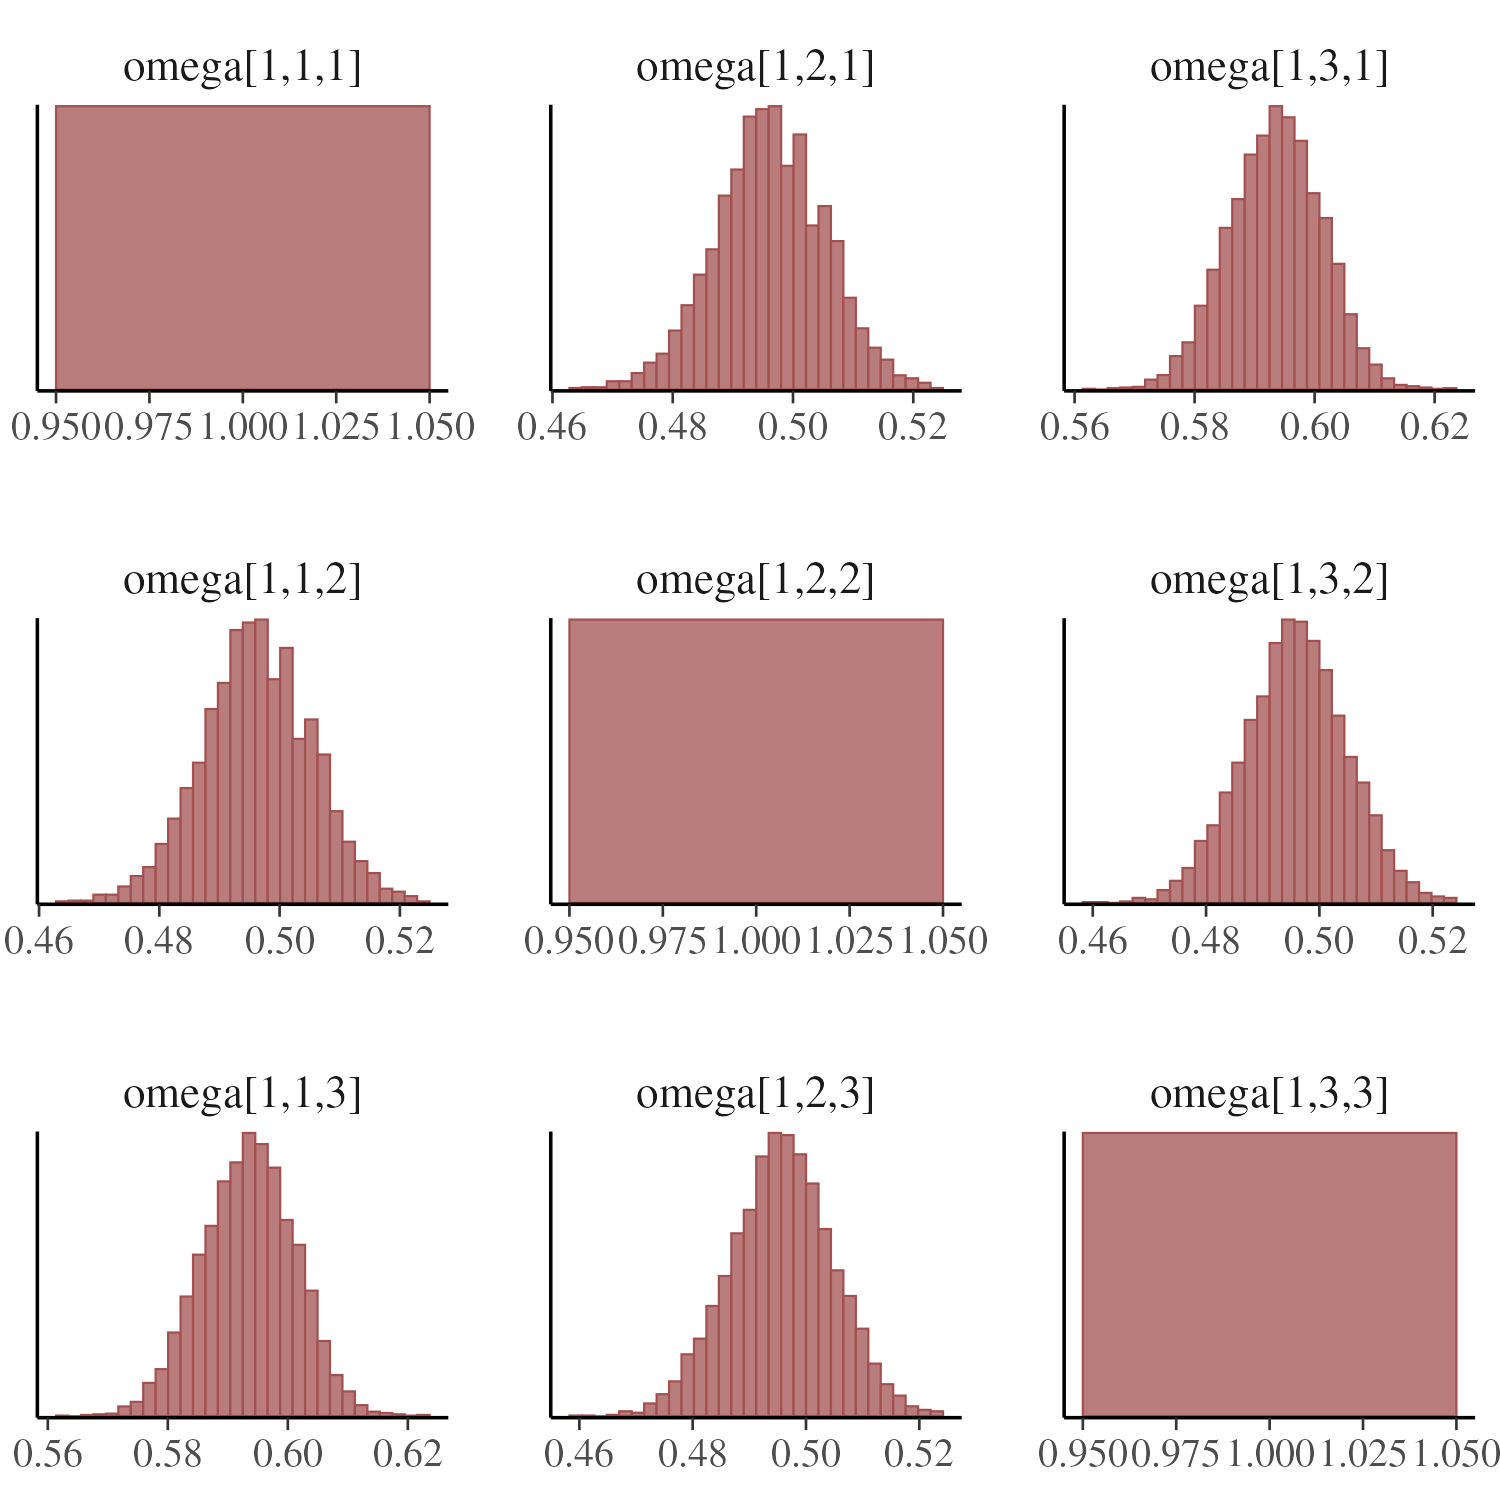 omega[1,1,1] omega[1,2,1] omega[1,3,1]
0.950 0.975 1.000 1.025 1.050 0.46 0.48 0.50 0.52 0.56 0.58 0.60 0.62
omega[1,1,2] omega[1,2,2] omega[1,3,2]
0.46 0.48 0.50 0.52 0.950 0.975 1.000 1.025 1.050 0.46 0.48 0.50 0.52
omega[1,1,3] omega[1,2,3] omega[1,3,3]
0.56 0.58 0.60 0.62 0.46 0.48 0.50 0.52 0.950 0.975 1.000 1.025 1.050